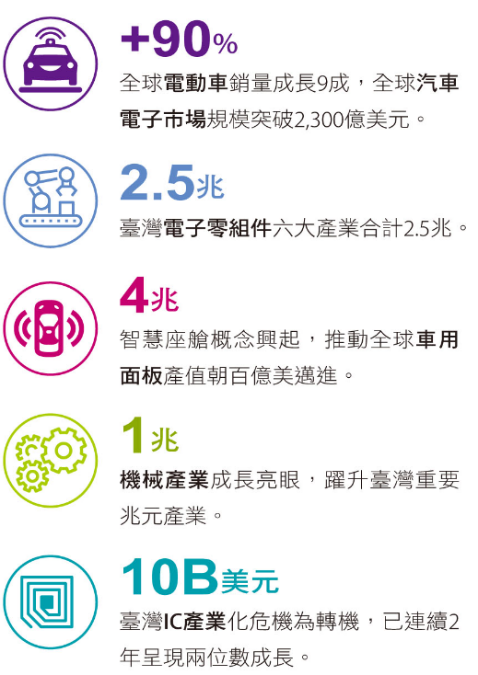 +90%
全球電動車銷量成長9成，全球汽車
電子市場規模突破2,300億美元。
2.5兆
臺灣電子零組件六大產業合計2.5兆。
4兆
智慧座艙概念興起，推動全球車用
面板產值朝百億美邁進。
1兆
機械產業成長亮眼，躍升臺灣重要
兆元產業。
10B美元
臺灣IC產業化危機為轉機，已連續2
年呈現兩位數成長。